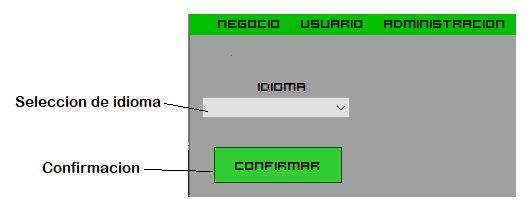 NEGOCIO USUARIO ADMINISTRACION
IDIOMA
Seleccion de idioma
CONFIRMAR
Confirmacion